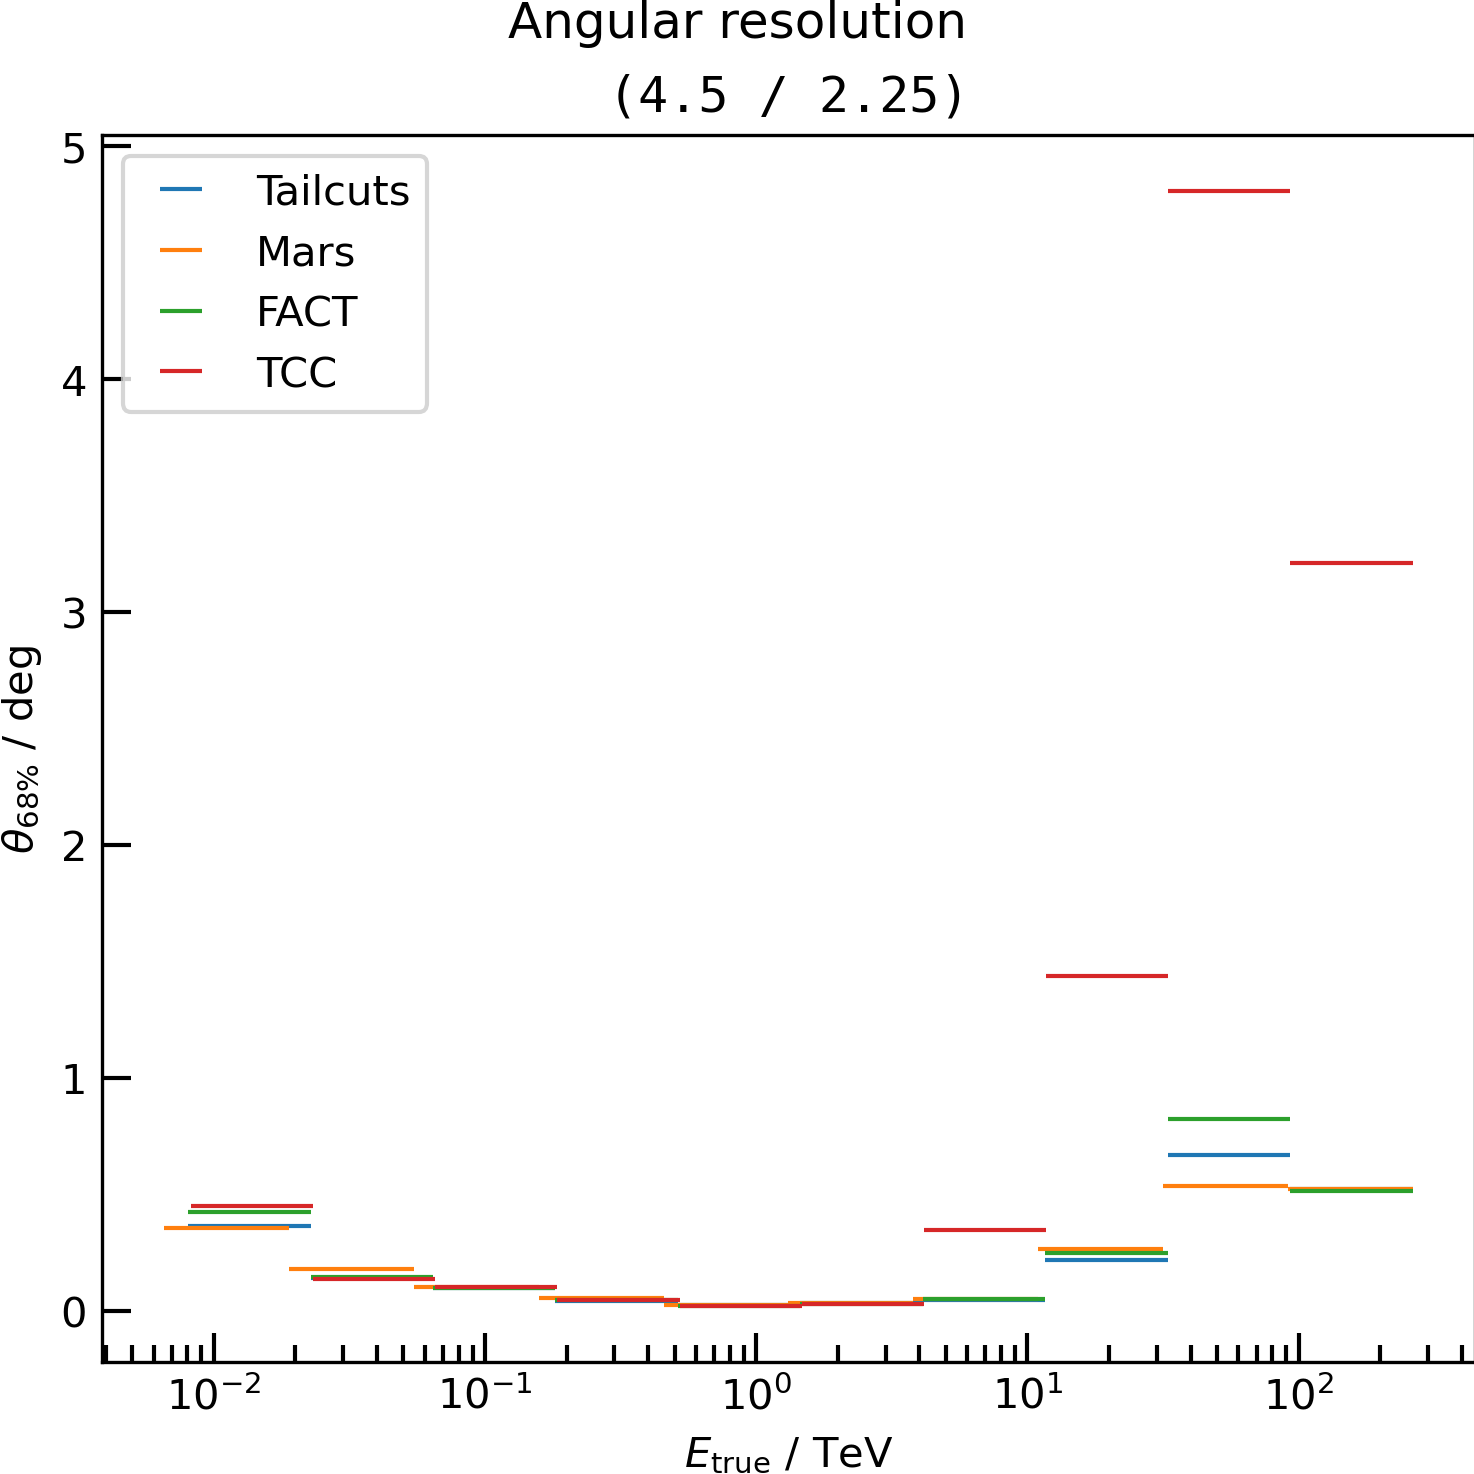 Angular resolution
(4.5 / 2.25)
5
4
3
2
1
0
θ68% / deg
Tailcuts
Mars
FACT
TCC
10⁻² 10⁻¹ 10⁰ 10¹ 10²
Etrue / TeV